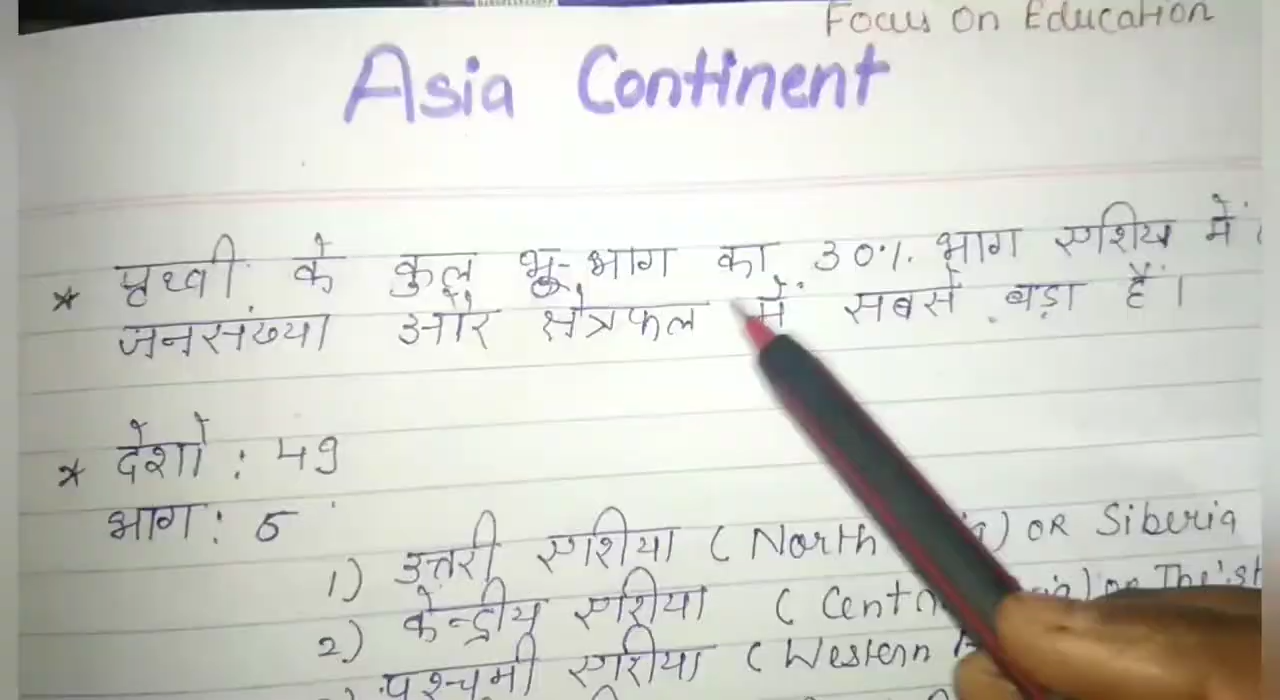 Focus On Education
Asia Continent
* पृथ्वी के कुल भू-भाग का 30% भाग एशिया में
जनसंख्या और क्षेत्रफल में सबसे बड़ा है।
* देशो : 49
भाग : 5
1) उत्तरी एशिया ( North OR Siberia
2) केन्द्रीय एशिया (
पश्चमी एशिया ( Western